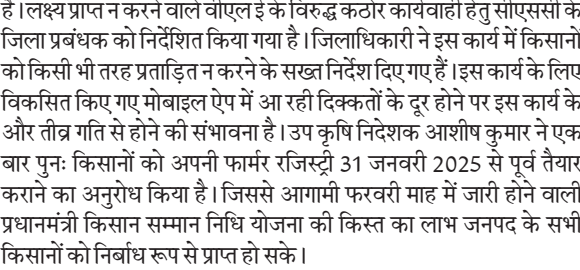 है। लक्ष्य प्राप्त न करने वाले वीएल ई के विरुद्ध कठोर कार्यवाही हेतु सीएससी के
जिला प्रबंधक को निर्देशित किया गया है। जिलाधिकारी ने इस कार्य में किसानों
को किसी भी तरह प्रताड़ित न करने के सख्त निर्देश दिए गए हैं। इस कार्य के लिए
विकसित किए गए मोबाइल ऐप में आ रही दिक्कतों के दूर होने पर इस कार्य के
और तीव्र गति से होने की संभावना है। उप कृषि निदेशक आशीष कुमार ने एक
बार पुनः किसानों को अपनी फार्मर रजिस्ट्री 31 जनवरी 2025 से पूर्व तैयार
कराने का अनुरोध किया है। जिससे आगामी फरवरी माह में जारी होने वाली
प्रधानमंत्री किसान सम्मान निधि योजना की किस्त का लाभ जनपद के सभी
किसानों को निर्बाध रूप से प्राप्त हो सके।